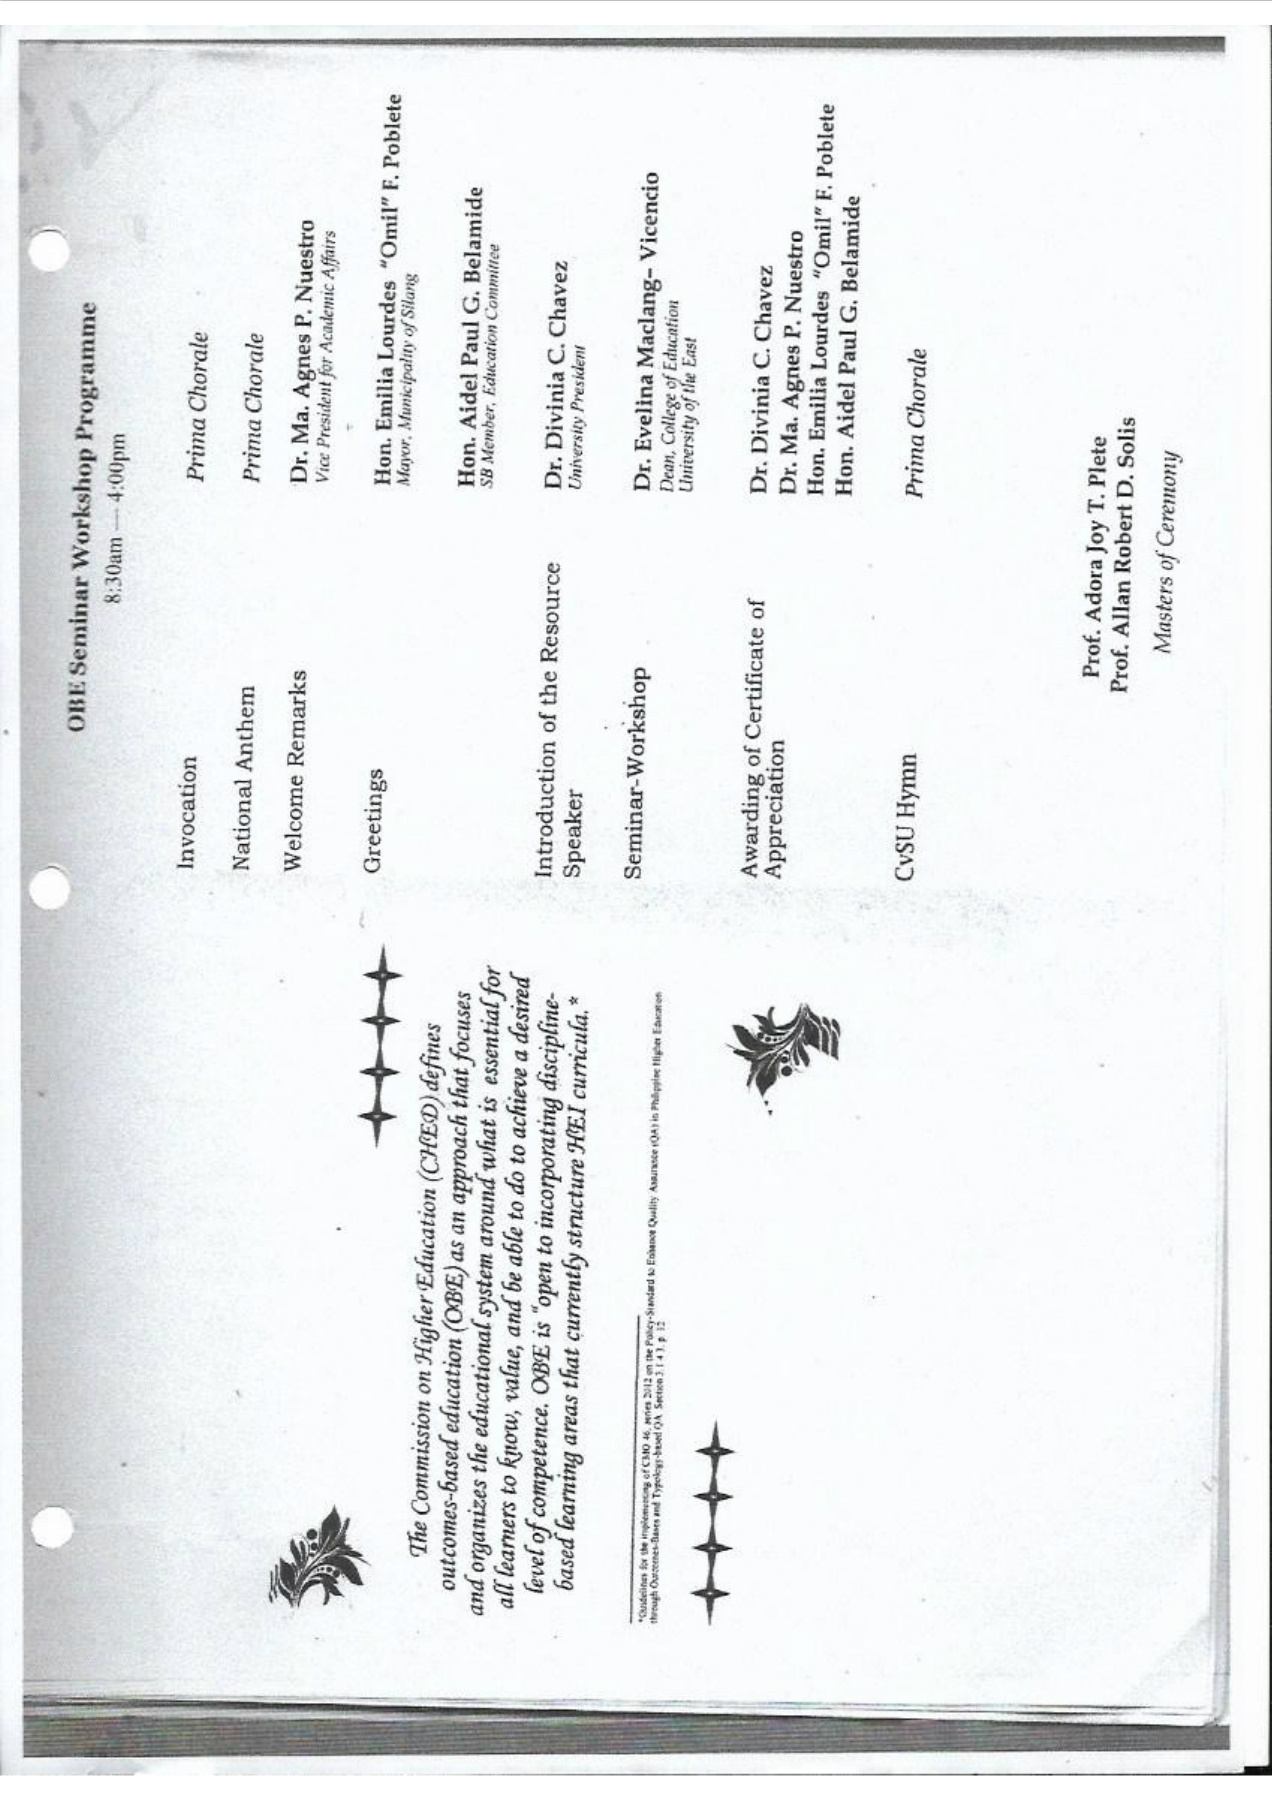 The Commission on Higher Education (CHED) defines
outcomes-based education (OBE) as an approach that focuses
and organizes the educational system around what is essential for
all learners to know, value, and be able to do to achieve a desired
level of competence. OBE is "open to incorporating discipline-
based learning areas that currently structure HEI curricula.*
*Guidelines for the implementing of CMO 46, series 2012 on the Policy-Standard to Enhance Quality Assurance (QA) in Philippine Higher Education
through Outcomes-Bases and Typology-based QA. Section 3.1.4.3, p. 12
OBE Seminar Workshop Programme
8:30am — 4:00pm
Invocation Prima Chorale
National Anthem Prima Chorale
Welcome Remarks Dr. Ma. Agnes P. Nuestro
Vice President for Academic Affairs
Greetings Hon. Emilia Lourdes "Omil" F. Poblete
Mayor, Municipality of Silang
Hon. Aidel Paul G. Belamide
SB Member, Education Committee
Introduction of the Resource Dr. Divinia C. Chavez
Speaker University President
Seminar-Workshop Dr. Evelina Maclang– Vicencio
Dean, College of Education
University of the East
Awarding of Certificate of Dr. Divinia C. Chavez
Appreciation Dr. Ma. Agnes P. Nuestro
Hon. Emilia Lourdes "Omil" F. Poblete
Hon. Aidel Paul G. Belamide
CvSU Hymn Prima Chorale
Prof. Adora Joy T. Plete
Prof. Allan Robert D. Solis
Masters of Ceremony